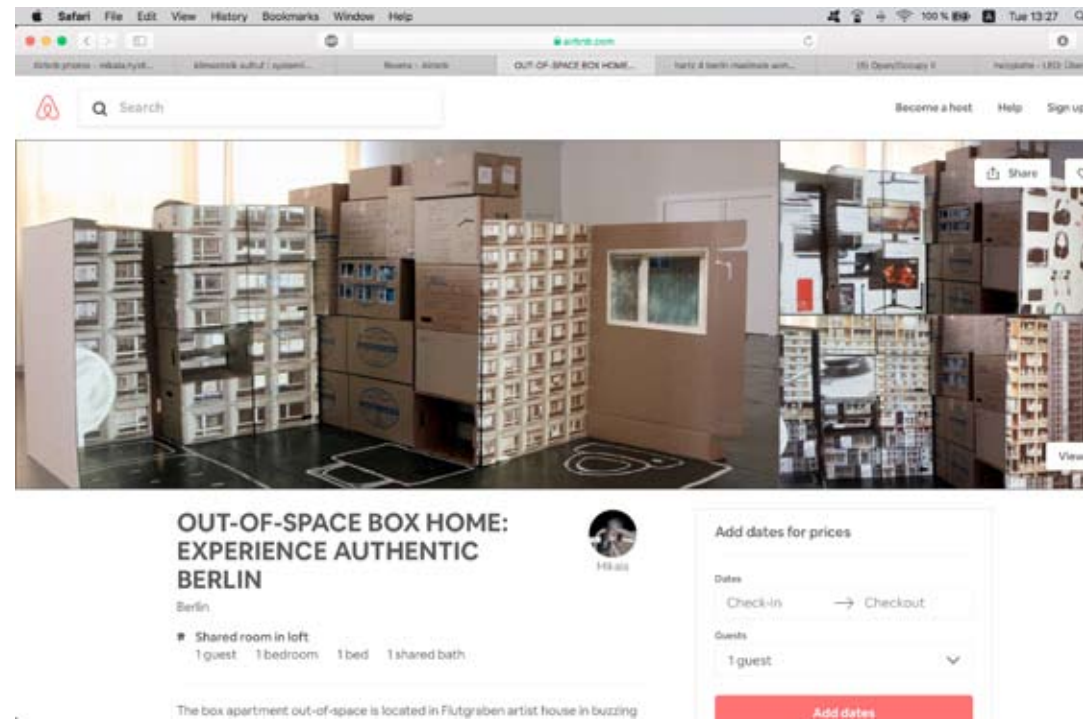 Safari File Edit View History Bookmarks Window Help
100 % Tue 13:27
airbnb.com
Rooms - Airbnb
OUT-OF-SPACE BOX HOME...
Search
Become a host Help Sign up
Share
View
OUT-OF-SPACE BOX HOME:
EXPERIENCE AUTHENTIC
BERLIN
Mikala
Berlin
Shared room in loft
1 guest 1 bedroom 1 bed 1 shared bath
The box apartment out-of-space is located in Flutgraben artist house in buzzing
Add dates for prices
Dates
Check-in → Checkout
Guests
1 guest
Add dates